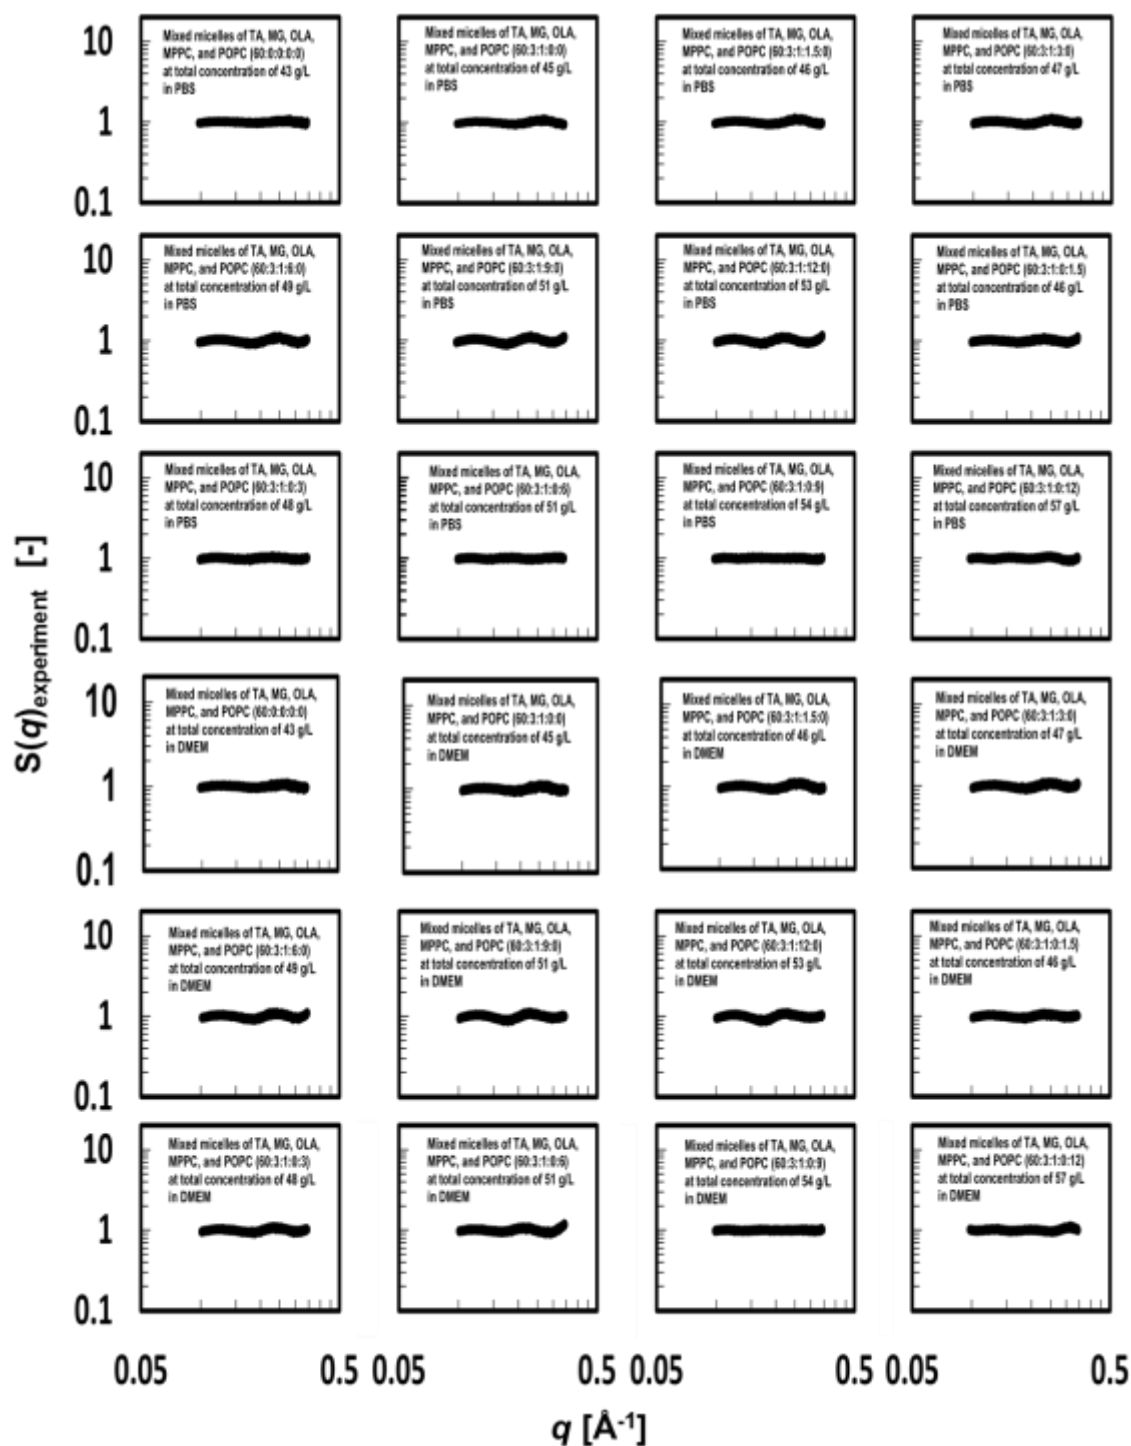 S(q)experiment [-]
10
1
0.1
Mixed micelles of TA, MG, OLA,
MPPC, and POPC (60:0:0:0:0)
at total concentration of 43 g/L
in PBS
Mixed micelles of TA, MG, OLA,
MPPC, and POPC (60:3:1:0:0)
at total concentration of 45 g/L
in PBS
Mixed micelles of TA, MG, OLA,
MPPC, and POPC (60:3:1:1.5:0)
at total concentration of 46 g/L
in PBS
Mixed micelles of TA, MG, OLA,
MPPC, and POPC (60:3:1:3:0)
at total concentration of 47 g/L
in PBS
10
1
0.1
Mixed micelles of TA, MG, OLA,
MPPC, and POPC (60:3:1:6:0)
at total concentration of 49 g/L
in PBS
Mixed micelles of TA, MG, OLA,
MPPC, and POPC (60:3:1:9:0)
at total concentration of 51 g/L
in PBS
Mixed micelles of TA, MG, OLA,
MPPC, and POPC (60:3:1:12:0)
at total concentration of 53 g/L
in PBS
Mixed micelles of TA, MG, OLA,
MPPC, and POPC (60:3:1:0:1.5)
at total concentration of 46 g/L
in PBS
10
1
0.1
Mixed micelles of TA, MG, OLA,
MPPC, and POPC (60:3:1:0:3)
at total concentration of 48 g/L
in PBS
Mixed micelles of TA, MG, OLA,
MPPC, and POPC (60:3:1:0:6)
at total concentration of 51 g/L
in PBS
Mixed micelles of TA, MG, OLA,
MPPC, and POPC (60:3:1:0:9)
at total concentration of 54 g/L
in PBS
Mixed micelles of TA, MG, OLA,
MPPC, and POPC (60:3:1:0:12)
at total concentration of 57 g/L
in PBS
10
1
0.1
Mixed micelles of TA, MG, OLA,
MPPC, and POPC (60:0:0:0:0)
at total concentration of 43 g/L
in DMEM
Mixed micelles of TA, MG, OLA,
MPPC, and POPC (60:3:1:0:0)
at total concentration of 45 g/L
in DMEM
Mixed micelles of TA, MG, OLA,
MPPC, and POPC (60:3:1:1.5:0)
at total concentration of 46 g/L
in DMEM
Mixed micelles of TA, MG, OLA,
MPPC, and POPC (60:3:1:3:0)
at total concentration of 47 g/L
in DMEM
10
1
0.1
Mixed micelles of TA, MG, OLA,
MPPC, and POPC (60:3:1:6:0)
at total concentration of 49 g/L
in DMEM
Mixed micelles of TA, MG, OLA,
MPPC, and POPC (60:3:1:9:0)
at total concentration of 51 g/L
in DMEM
Mixed micelles of TA, MG, OLA,
MPPC, and POPC (60:3:1:12:0)
at total concentration of 53 g/L
in DMEM
Mixed micelles of TA, MG, OLA,
MPPC, and POPC (60:3:1:0:1.5)
at total concentration of 46 g/L
in DMEM
10
1
0.1
Mixed micelles of TA, MG, OLA,
MPPC, and POPC (60:3:1:0:3)
at total concentration of 48 g/L
in DMEM
Mixed micelles of TA, MG, OLA,
MPPC, and POPC (60:3:1:0:6)
at total concentration of 51 g/L
in DMEM
Mixed micelles of TA, MG, OLA,
MPPC, and POPC (60:3:1:0:9)
at total concentration of 54 g/L
in DMEM
Mixed micelles of TA, MG, OLA,
MPPC, and POPC (60:3:1:0:12)
at total concentration of 57 g/L
in DMEM
0.05 0.5 0.05 0.5 0.05 0.5 0.05 0.5
q [Å⁻¹]